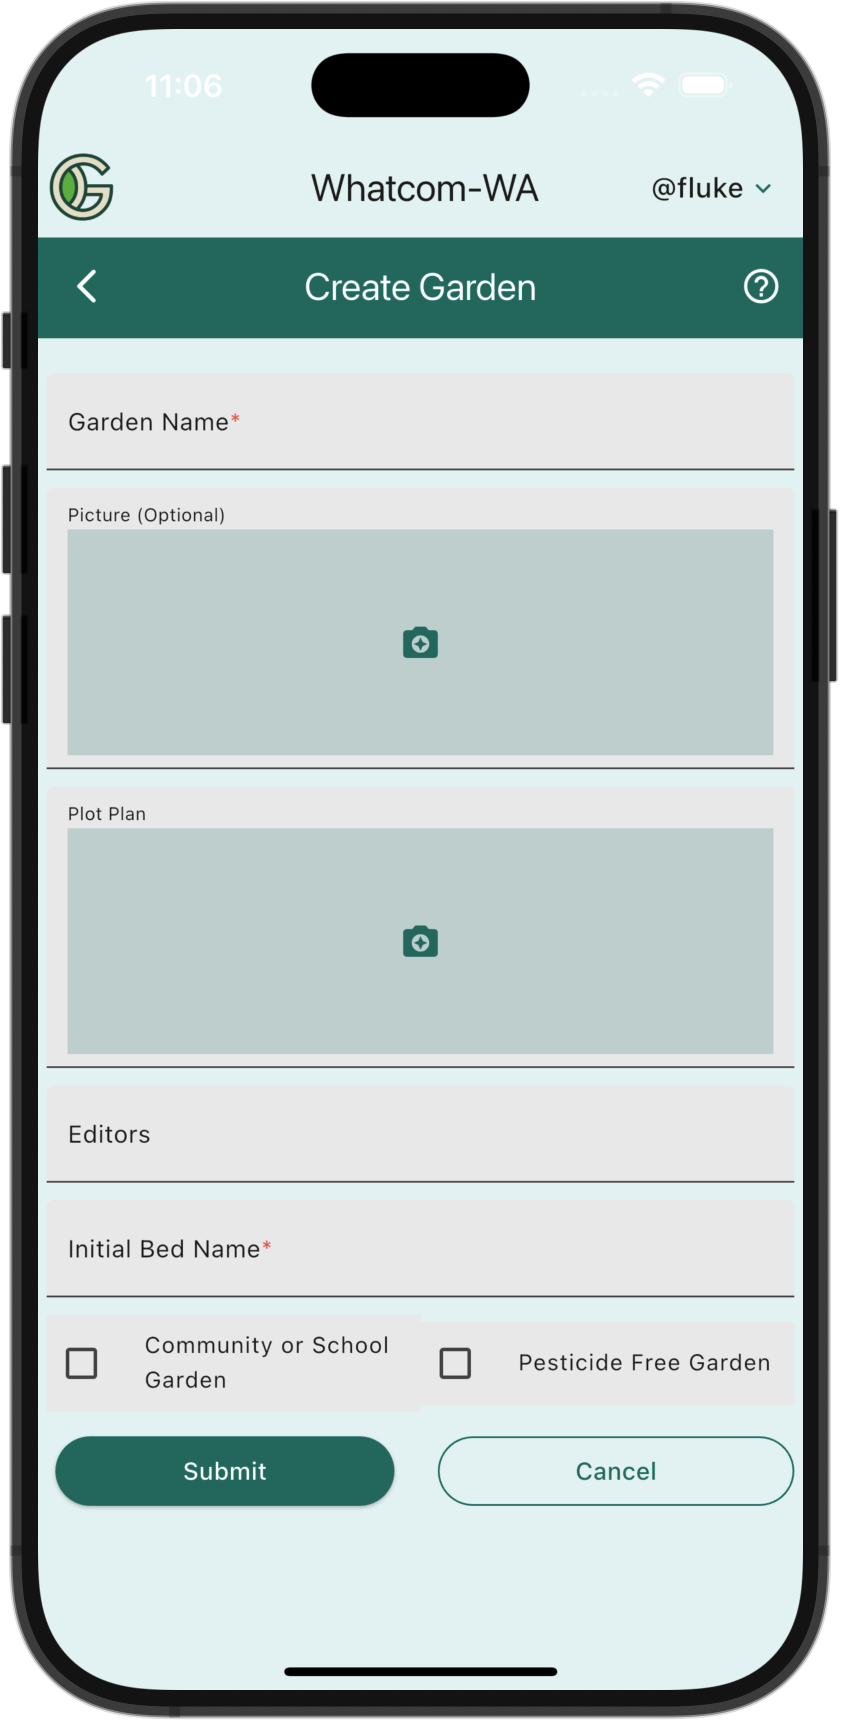 11:06
Whatcom-WA
@fluke
Create Garden
Garden Name*
Picture (Optional)
Plot Plan
Editors
Initial Bed Name*
Community or School
Garden
Pesticide Free Garden
Submit
Cancel